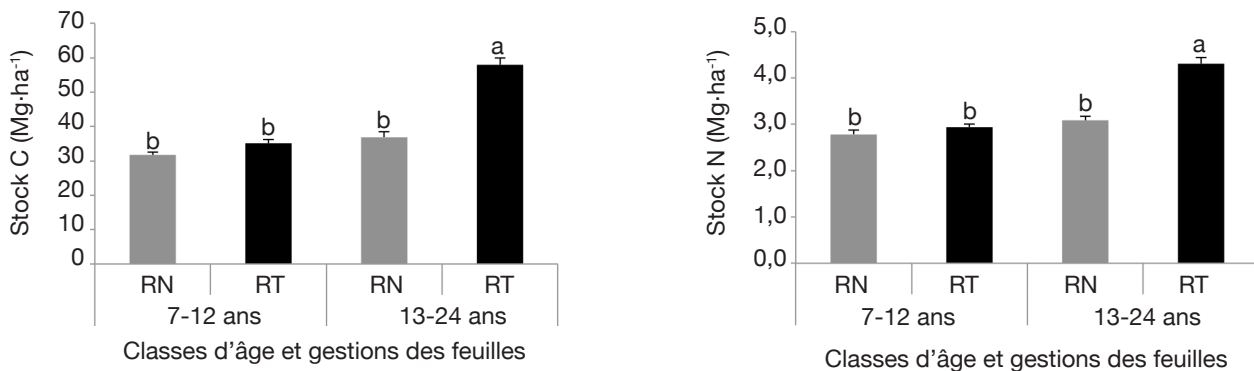 Stock C (Mg·ha⁻¹)
70
60
50
40
30
20
10
0
b
b
b
a
RN
RT
RN
RT
7-12 ans
13-24 ans
Classes d’âge et gestions des feuilles
Stock N (Mg·ha⁻¹)
5,0
4,0
3,0
2,0
1,0
0,0
b
b
b
a
RN
RT
RN
RT
7-12 ans
13-24 ans
Classes d’âge et gestions des feuilles